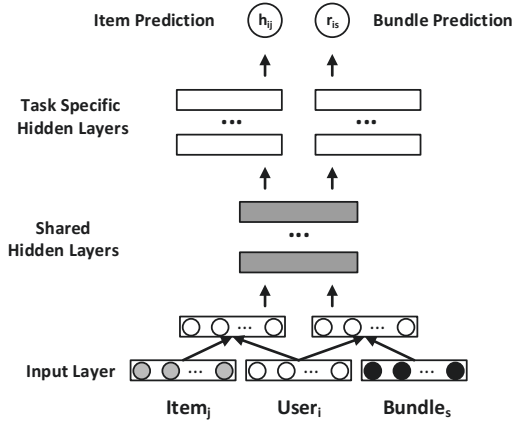 Item Prediction h_ij r_is Bundle Prediction
...
...
Task Specific
Hidden Layers
Shared
Hidden Layers
...
... ...
Input Layer ... ... ...
Item_j User_i Bundle_s